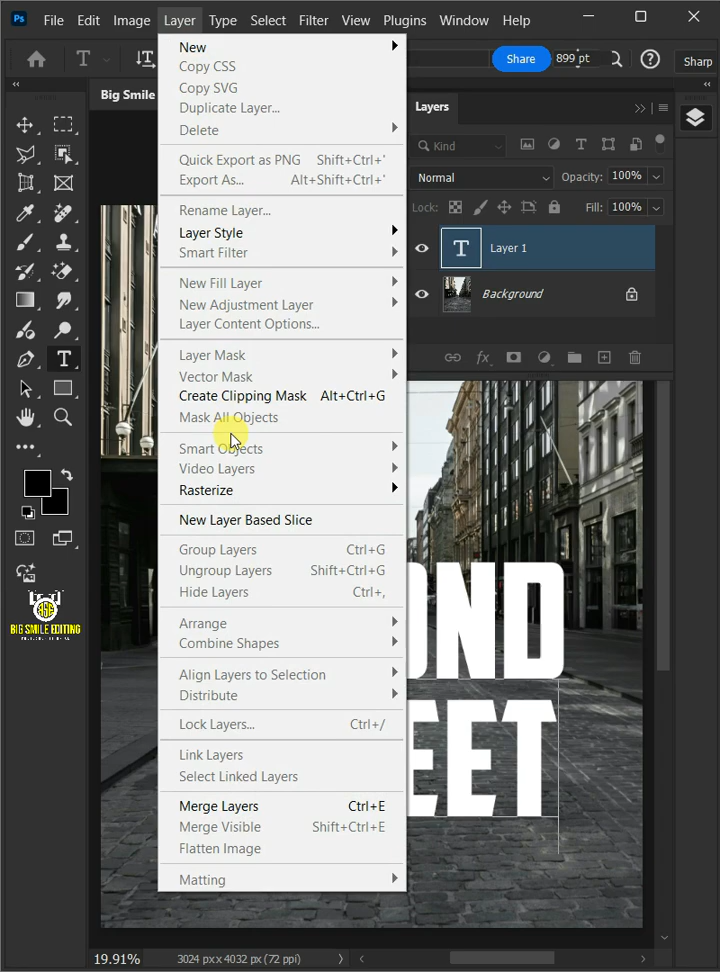 Ps File Edit Image Layer Type Select Filter View Plugins Window Help
T T Share 899 pt Sharp
Big Smile
New
Copy CSS
Copy SVG
Duplicate Layer...
Delete
Quick Export as PNG Shift+Ctrl+'
Export As... Alt+Shift+Ctrl+'
Rename Layer...
Layer Style
Smart Filter
New Fill Layer
New Adjustment Layer
Layer Content Options...
Layer Mask
Vector Mask
Create Clipping Mask Alt+Ctrl+G
Mask All Objects
Smart Objects
Video Layers
Rasterize
New Layer Based Slice
Group Layers Ctrl+G
Ungroup Layers Shift+Ctrl+G
Hide Layers Ctrl+,
Arrange
Combine Shapes
Align Layers to Selection
Distribute
Lock Layers... Ctrl+/
Link Layers
Select Linked Layers
Merge Layers Ctrl+E
Merge Visible Shift+Ctrl+E
Flatten Image
Matting
Layers
Kind T
Normal Opacity: 100%
Lock: Fill: 100%
T Layer 1
Background
fx
T
BIG SMILE EDITING
OND
EET
19.91% 3024 px x 4032 px (72 ppi)